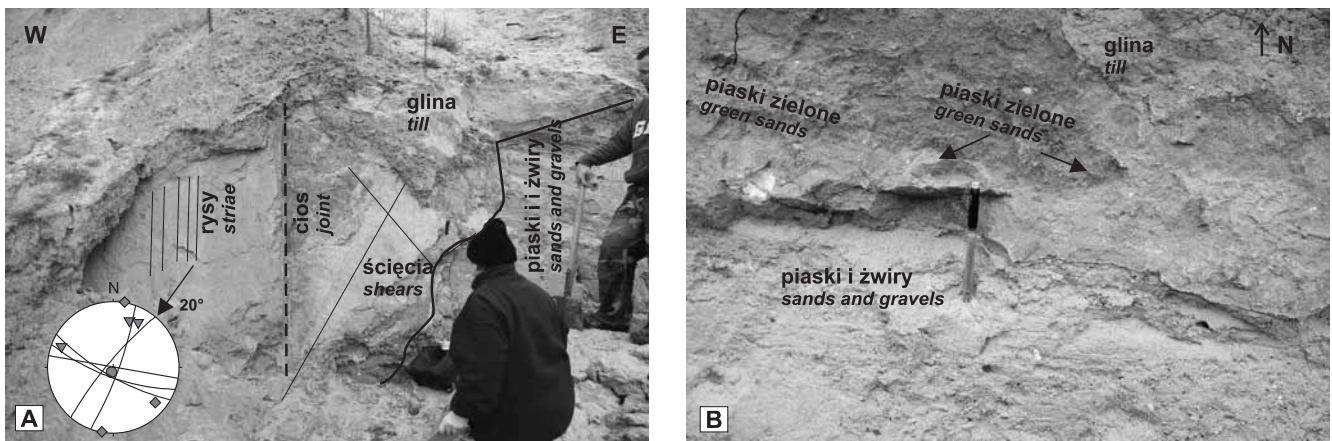 W
E
glina
till
rysy
striae
cios
joint
ścięcia
shears
piaski i i żwiry
sands and gravels
N
20°
A
N
glina
till
piaski zielone
green sands
piaski zielone
green sands
piaski i żwiry
sands and gravels
B